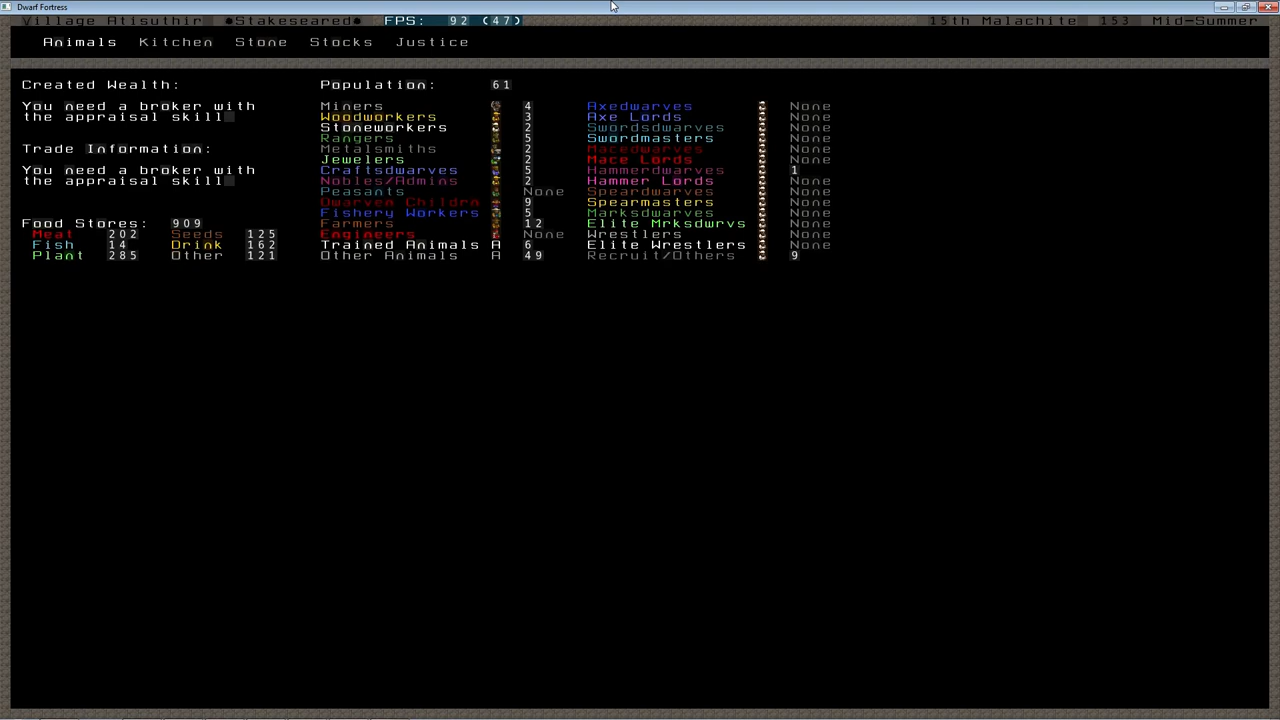 Dwarf Fortress
Village Atisuthir ●Stakeseared● FPS: 92 (47) 15th Malachite 153 Mid-Summer
Animals Kitchen Stone Stocks Justice
Created Wealth: Population: 61
You need a broker with Miners 4 Axedwarves None
the appraisal skill Woodworkers 3 Axe Lords None
Stoneworkers 2 Swordsdwarves None
Rangers 5 Swordmasters None
Trade Information: Metalsmiths 2 Macedwarves None
Jewelers 2 Mace Lords None
You need a broker with Craftsdwarves 5 Hammerdwarves 1
the appraisal skill Nobles/Admins 2 Hammer Lords None
Peasants None Speardwarves None
Dwarven Childrn 9 Spearmasters None
Fishery Workers 5 Marksdwarves None
Food Stores: 909 Farmers 12 Elite Mrksdwrvs None
Meat 202 Seeds 125 Engineers None Wrestlers None
Fish 14 Drink 162 Trained Animals A 6 Elite Wrestlers None
Plant 285 Other 121 Other Animals A 49 Recruit/Others 9